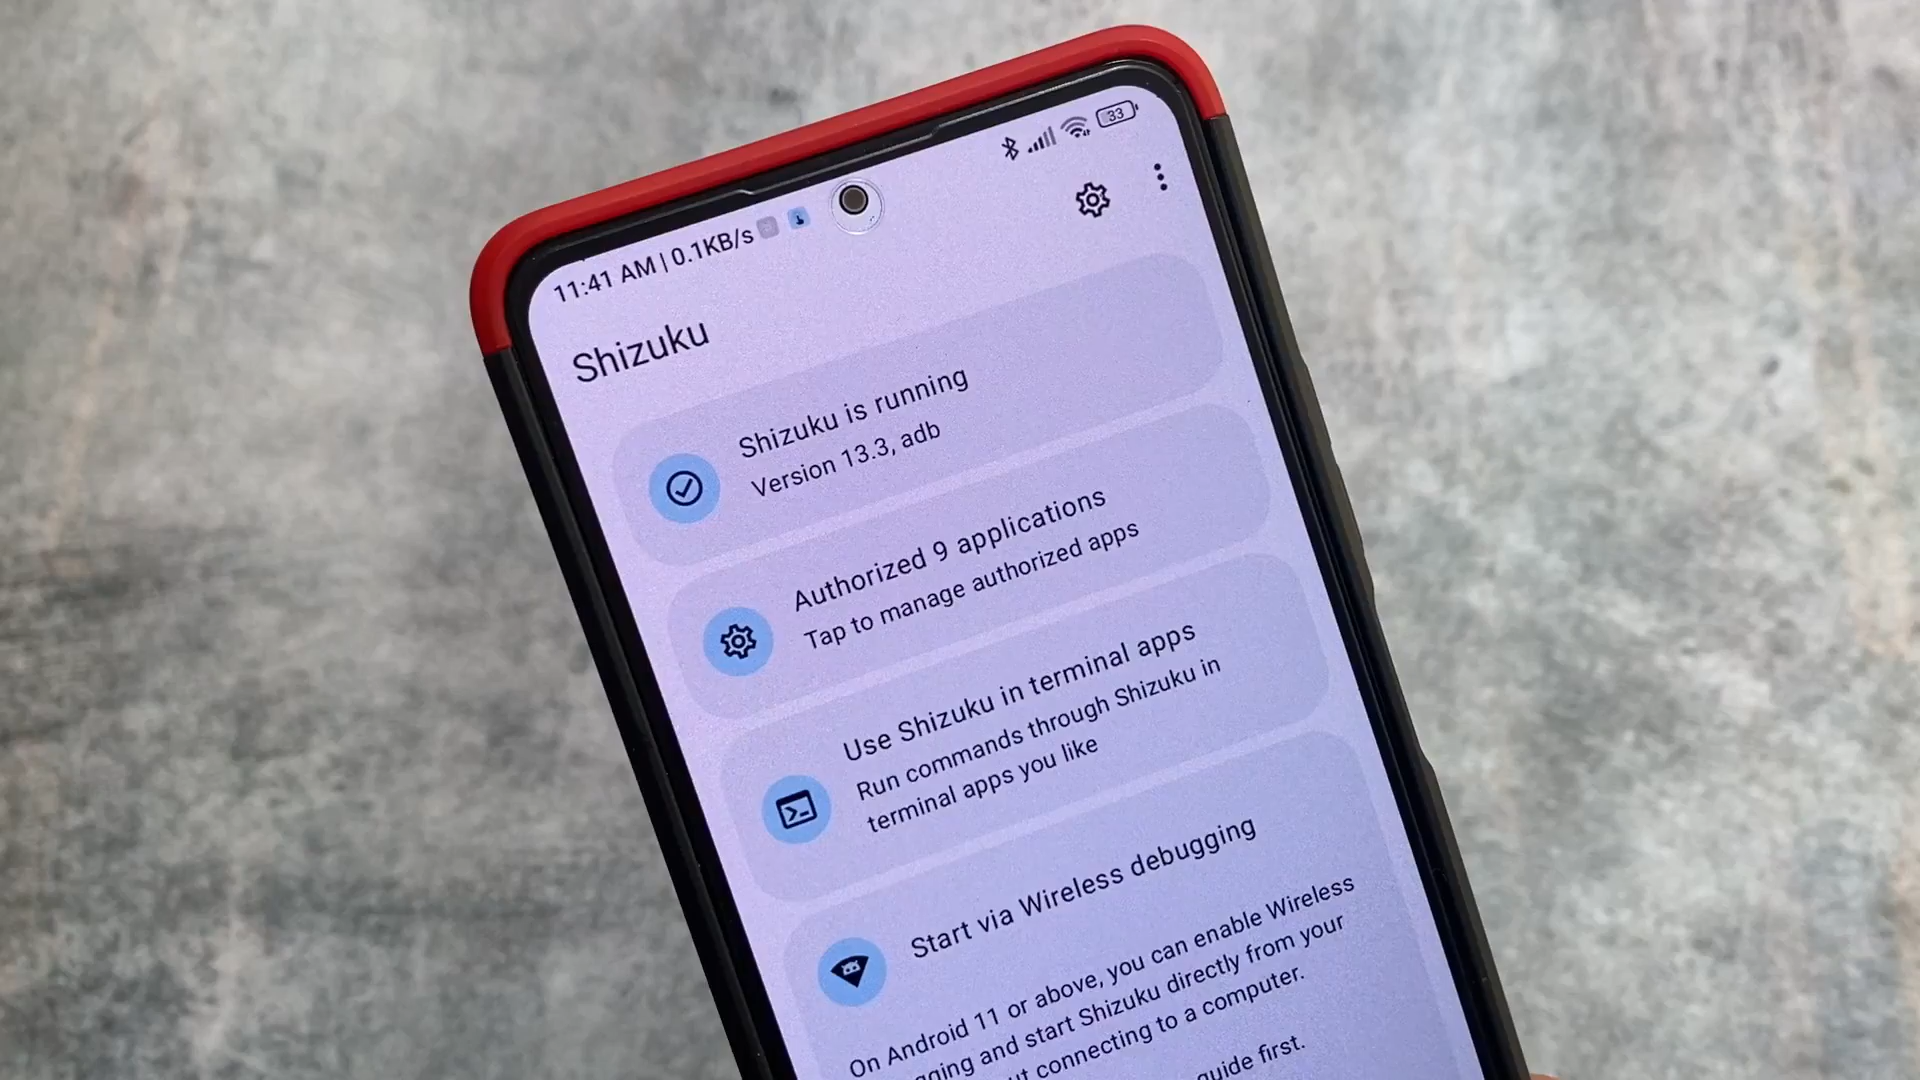 11:41 AM | 0.1KB/s
33
Shizuku
Shizuku is running
Version 13.3, adb
Authorized 9 applications
Tap to manage authorized apps
Use Shizuku in terminal apps
Run commands through Shizuku in
terminal apps you like
Start via Wireless debugging
On Android 11 or above, you can enable Wireless
and start Shizuku directly from your
connecting to a computer.
guide first.